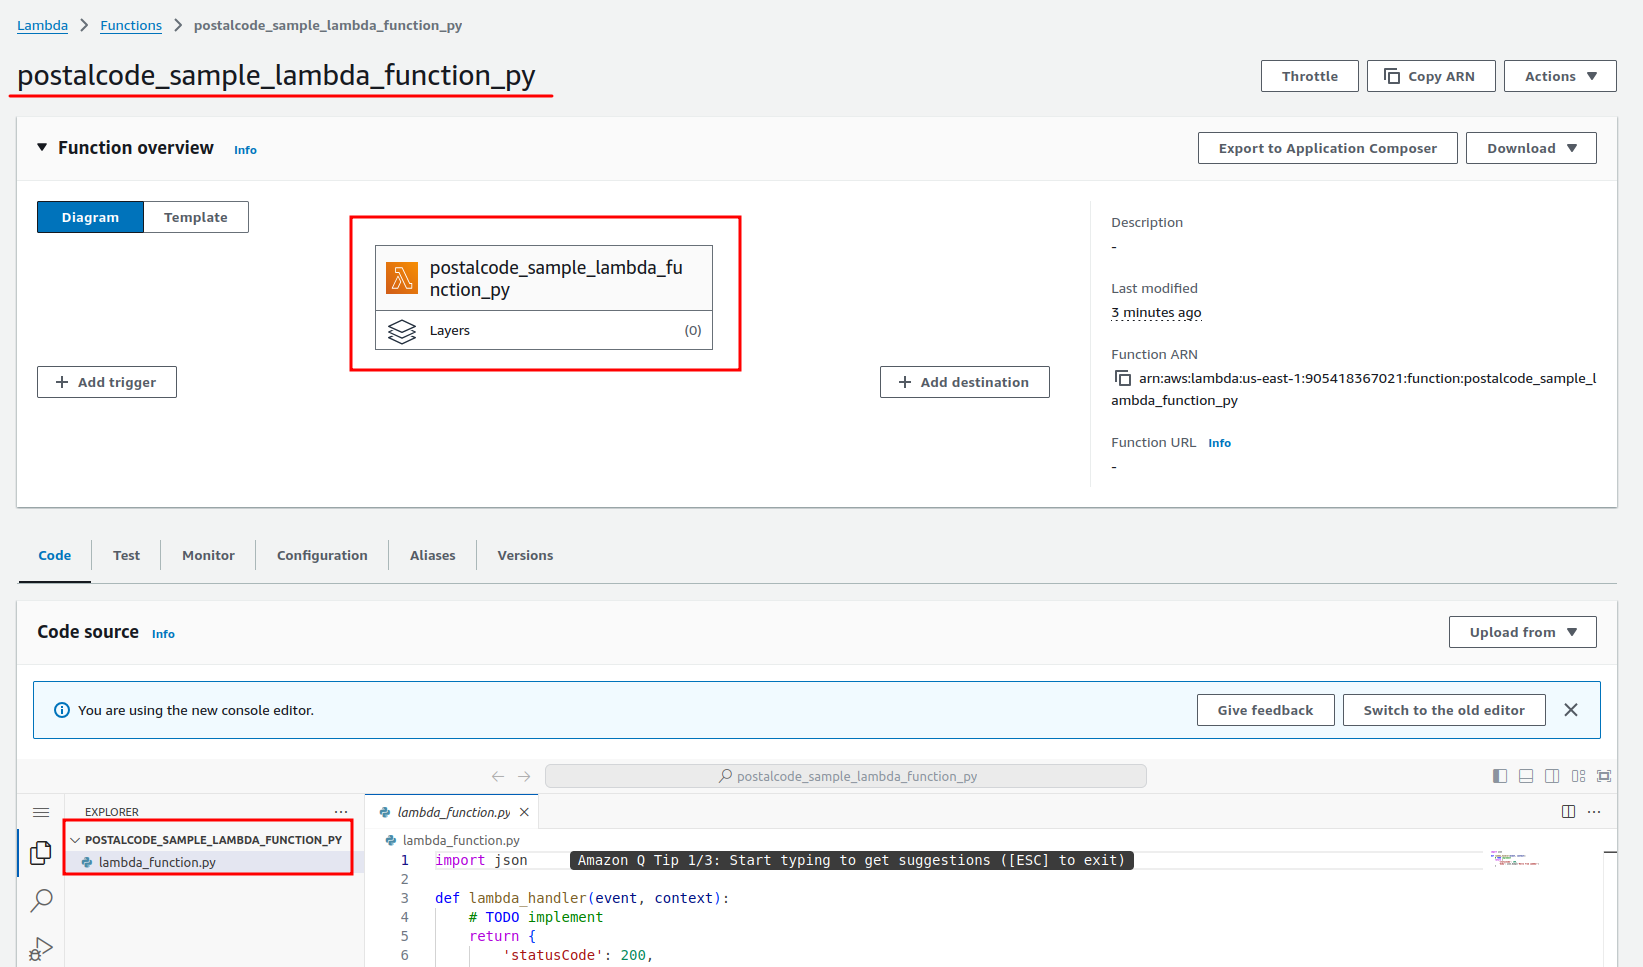 Lambda > Functions > postalcode_sample_lambda_function_py
postalcode_sample_lambda_function_py
Throttle
Copy ARN
Actions
Function overview Info
Export to Application Composer
Download
Diagram
Template
postalcode_sample_lambda_fu
nction_py
Layers (0)
+ Add trigger
+ Add destination
Description
-
Last modified
3 minutes ago
Function ARN
arn:aws:lambda:us-east-1:905418367021:function:postalcode_sample_l
ambda_function_py
Function URL Info
-
Code
Test
Monitor
Configuration
Aliases
Versions
Code source Info
Upload from
You are using the new console editor.
Give feedback
Switch to the old editor
postalcode_sample_lambda_function_py
EXPLORER ...
POSTALCODE_SAMPLE_LAMBDA_FUNCTION_PY
lambda_function.py
lambda_function.py
lambda_function.py
1 import json Amazon Q Tip 1/3: Start typing to get suggestions ([ESC] to exit)
2
3 def lambda_handler(event, context):
4 # TODO implement
5 return {
6 'statusCode': 200,